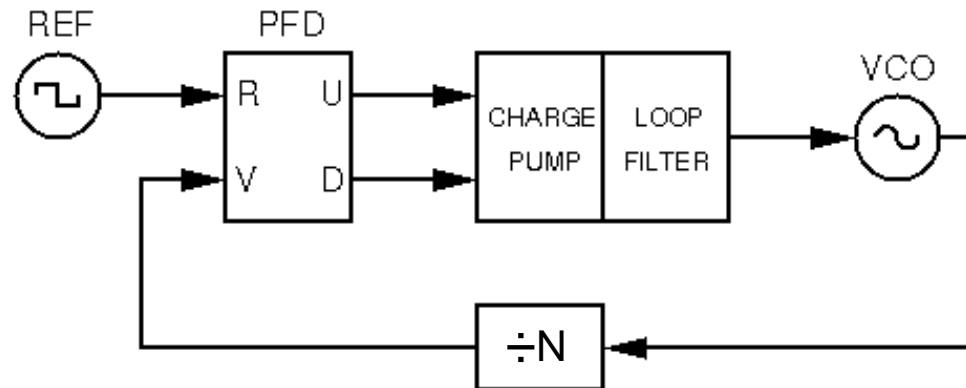 REF
PFD
VCO
R
U
V
D
CHARGE
PUMP
LOOP
FILTER
÷N